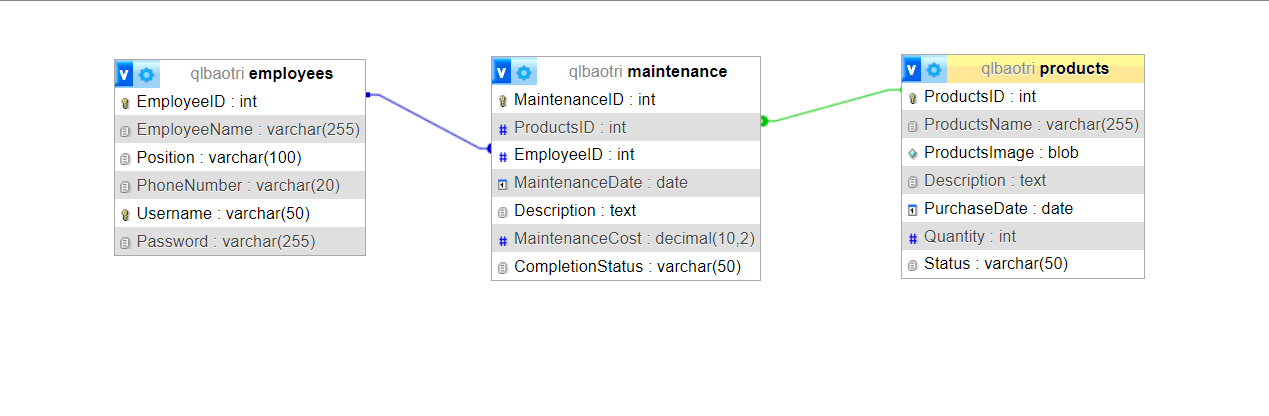 v qlbaotri employees
EmployeeID : int
EmployeeName : varchar(255)
Position : varchar(100)
PhoneNumber : varchar(20)
Username : varchar(50)
Password : varchar(255)
v qlbaotri maintenance
MaintenanceID : int
# ProductsID : int
# EmployeeID : int
MaintenanceDate : date
Description : text
# MaintenanceCost : decimal(10,2)
CompletionStatus : varchar(50)
v qlbaotri products
ProductsID : int
ProductsName : varchar(255)
ProductsImage : blob
Description : text
PurchaseDate : date
# Quantity : int
Status : varchar(50)